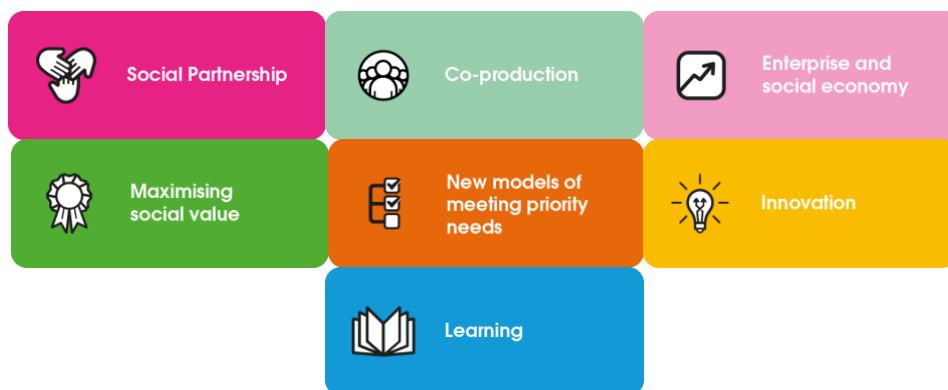 Social Partnership
Co-production
Enterprise and
social economy
Maximising
social value
New models of
meeting priority
needs
Innovation
Learning